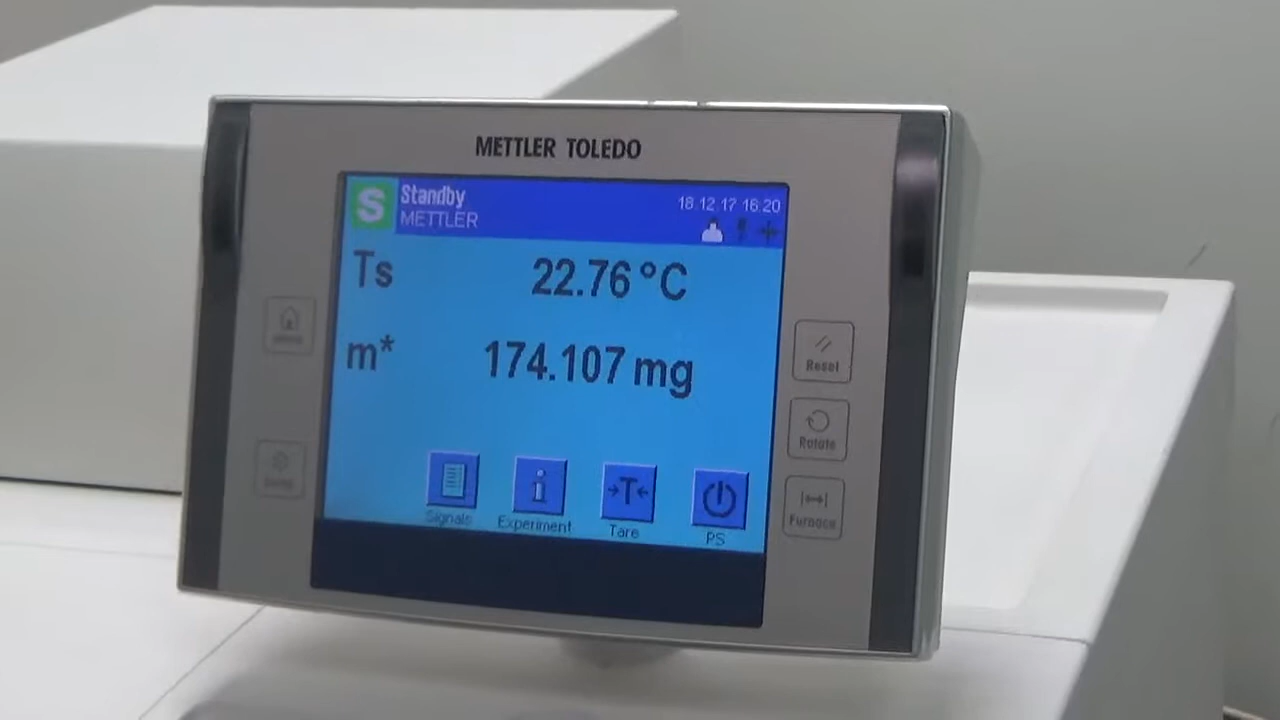 METTLER TOLEDO
S
Standby
METTLER
18 12 17 16:20
Ts 22.76 °C
m* 174.107 mg
Signals
Experiment
Tare
PS
Reset
Rotate
Furnace